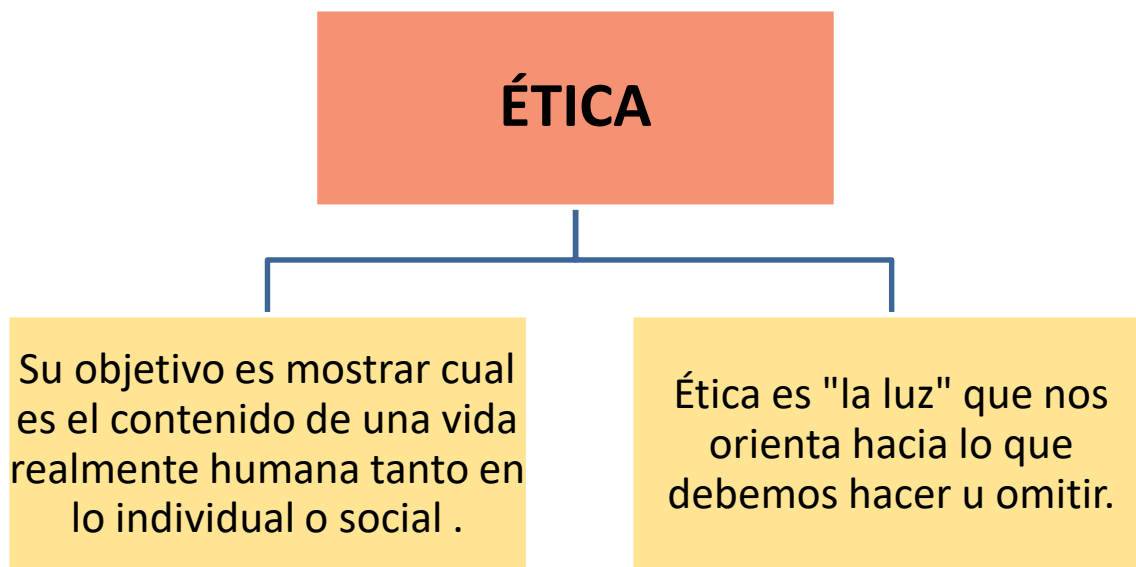 ÉTICA
Su objetivo es mostrar cual
es el contenido de una vida
realmente humana tanto en
lo individual o social .
Ética es "la luz" que nos
orienta hacia lo que
debemos hacer u omitir.